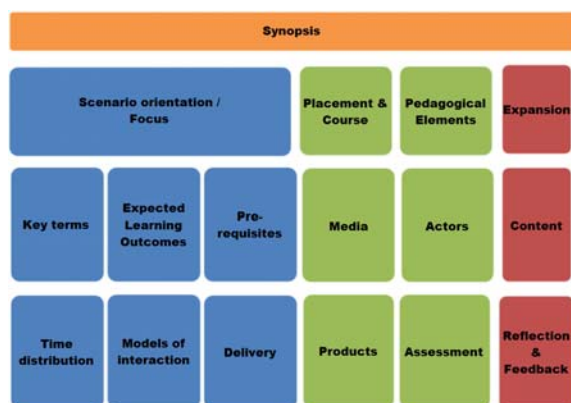 Synopsis
Scenario orientation /
Focus
Placement &
Course
Pedagogical
Elements
Expansion
Key terms
Expected
Learning
Outcomes
Pre-
requisites
Media
Actors
Content
Time
distribution
Models of
interaction
Delivery
Products
Assessment
Reflection
&
Feedback